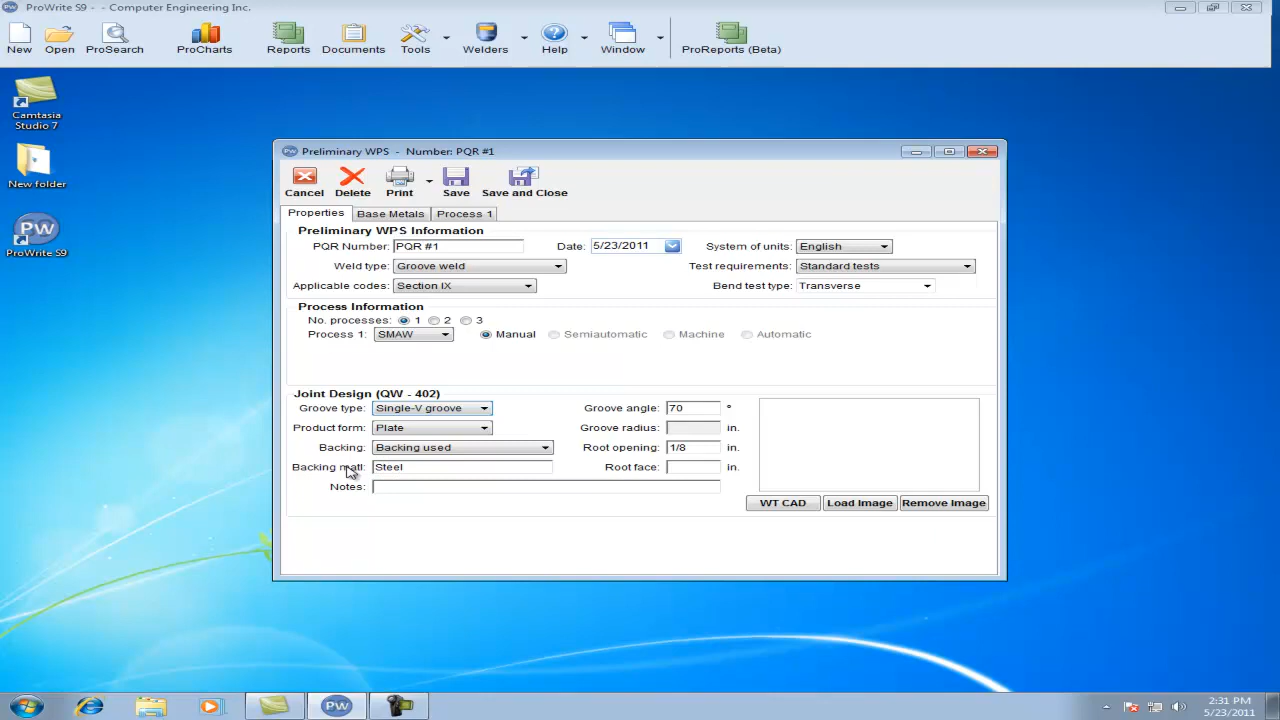 ProWrite S9 - - Computer Engineering Inc.
New Open ProSearch ProCharts Reports Documents Tools Welders Help Window ProReports (Beta)
Camtasia
Studio 7
New folder
ProWrite S9
Preliminary WPS - Number: PQR #1
Cancel Delete Print Save Save and Close
Properties Base Metals Process 1
Preliminary WPS Information
PQR Number: PQR #1 Date: 5/23/2011 System of units: English
Weld type: Groove weld Test requirements: Standard tests
Applicable codes: Section IX Bend test type: Transverse
Process Information
No. processes: 1 2 3
Process 1: SMAW Manual Semiautomatic Machine Automatic
Joint Design (QW - 402)
Groove type: Single-V groove Groove angle: 70 °
Product form: Plate Groove radius: in.
Backing: Backing used Root opening: 1/8 in.
Backing matl: Steel Root face: in.
Notes:
WT CAD Load Image Remove Image
PW
2:31 PM
5/23/2011